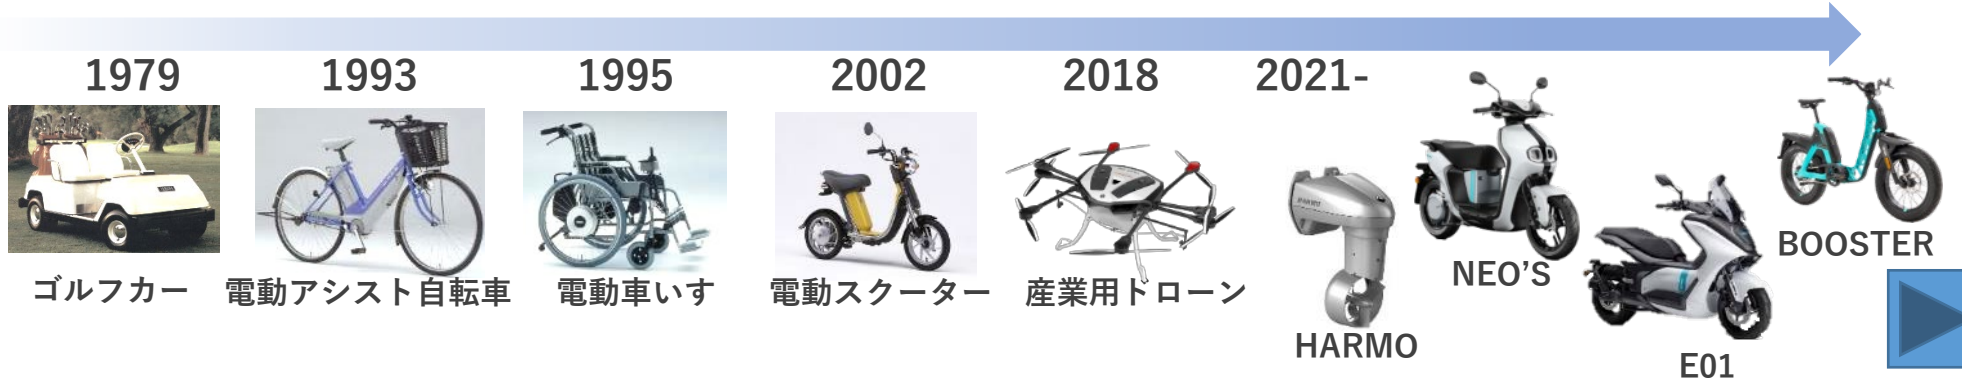 1979
1993
1995
2002
2018
2021-
ゴルフカー
電動アシスト自転車
電動車いす
電動スクーター
産業用ドローン
HARMO
NEO'S
E01
BOOSTER